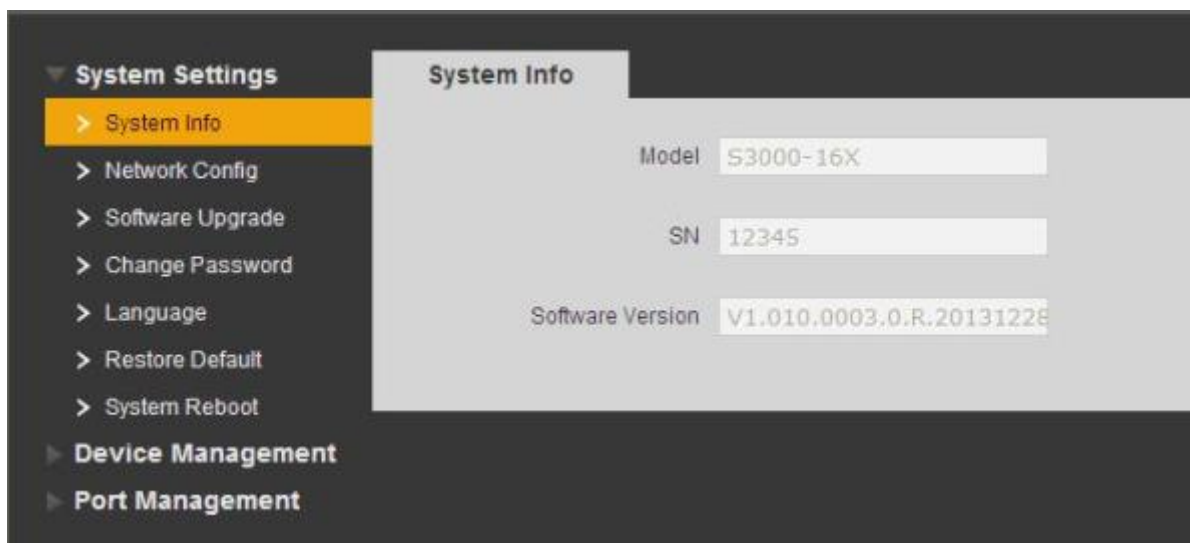 System Settings
System Info
Network Config
Software Upgrade
Change Password
Language
Restore Default
System Reboot
Device Management
Port Management
System Info
Model S3000-16X
SN 12345
Software Version V1.010.0003.0.R.20131228